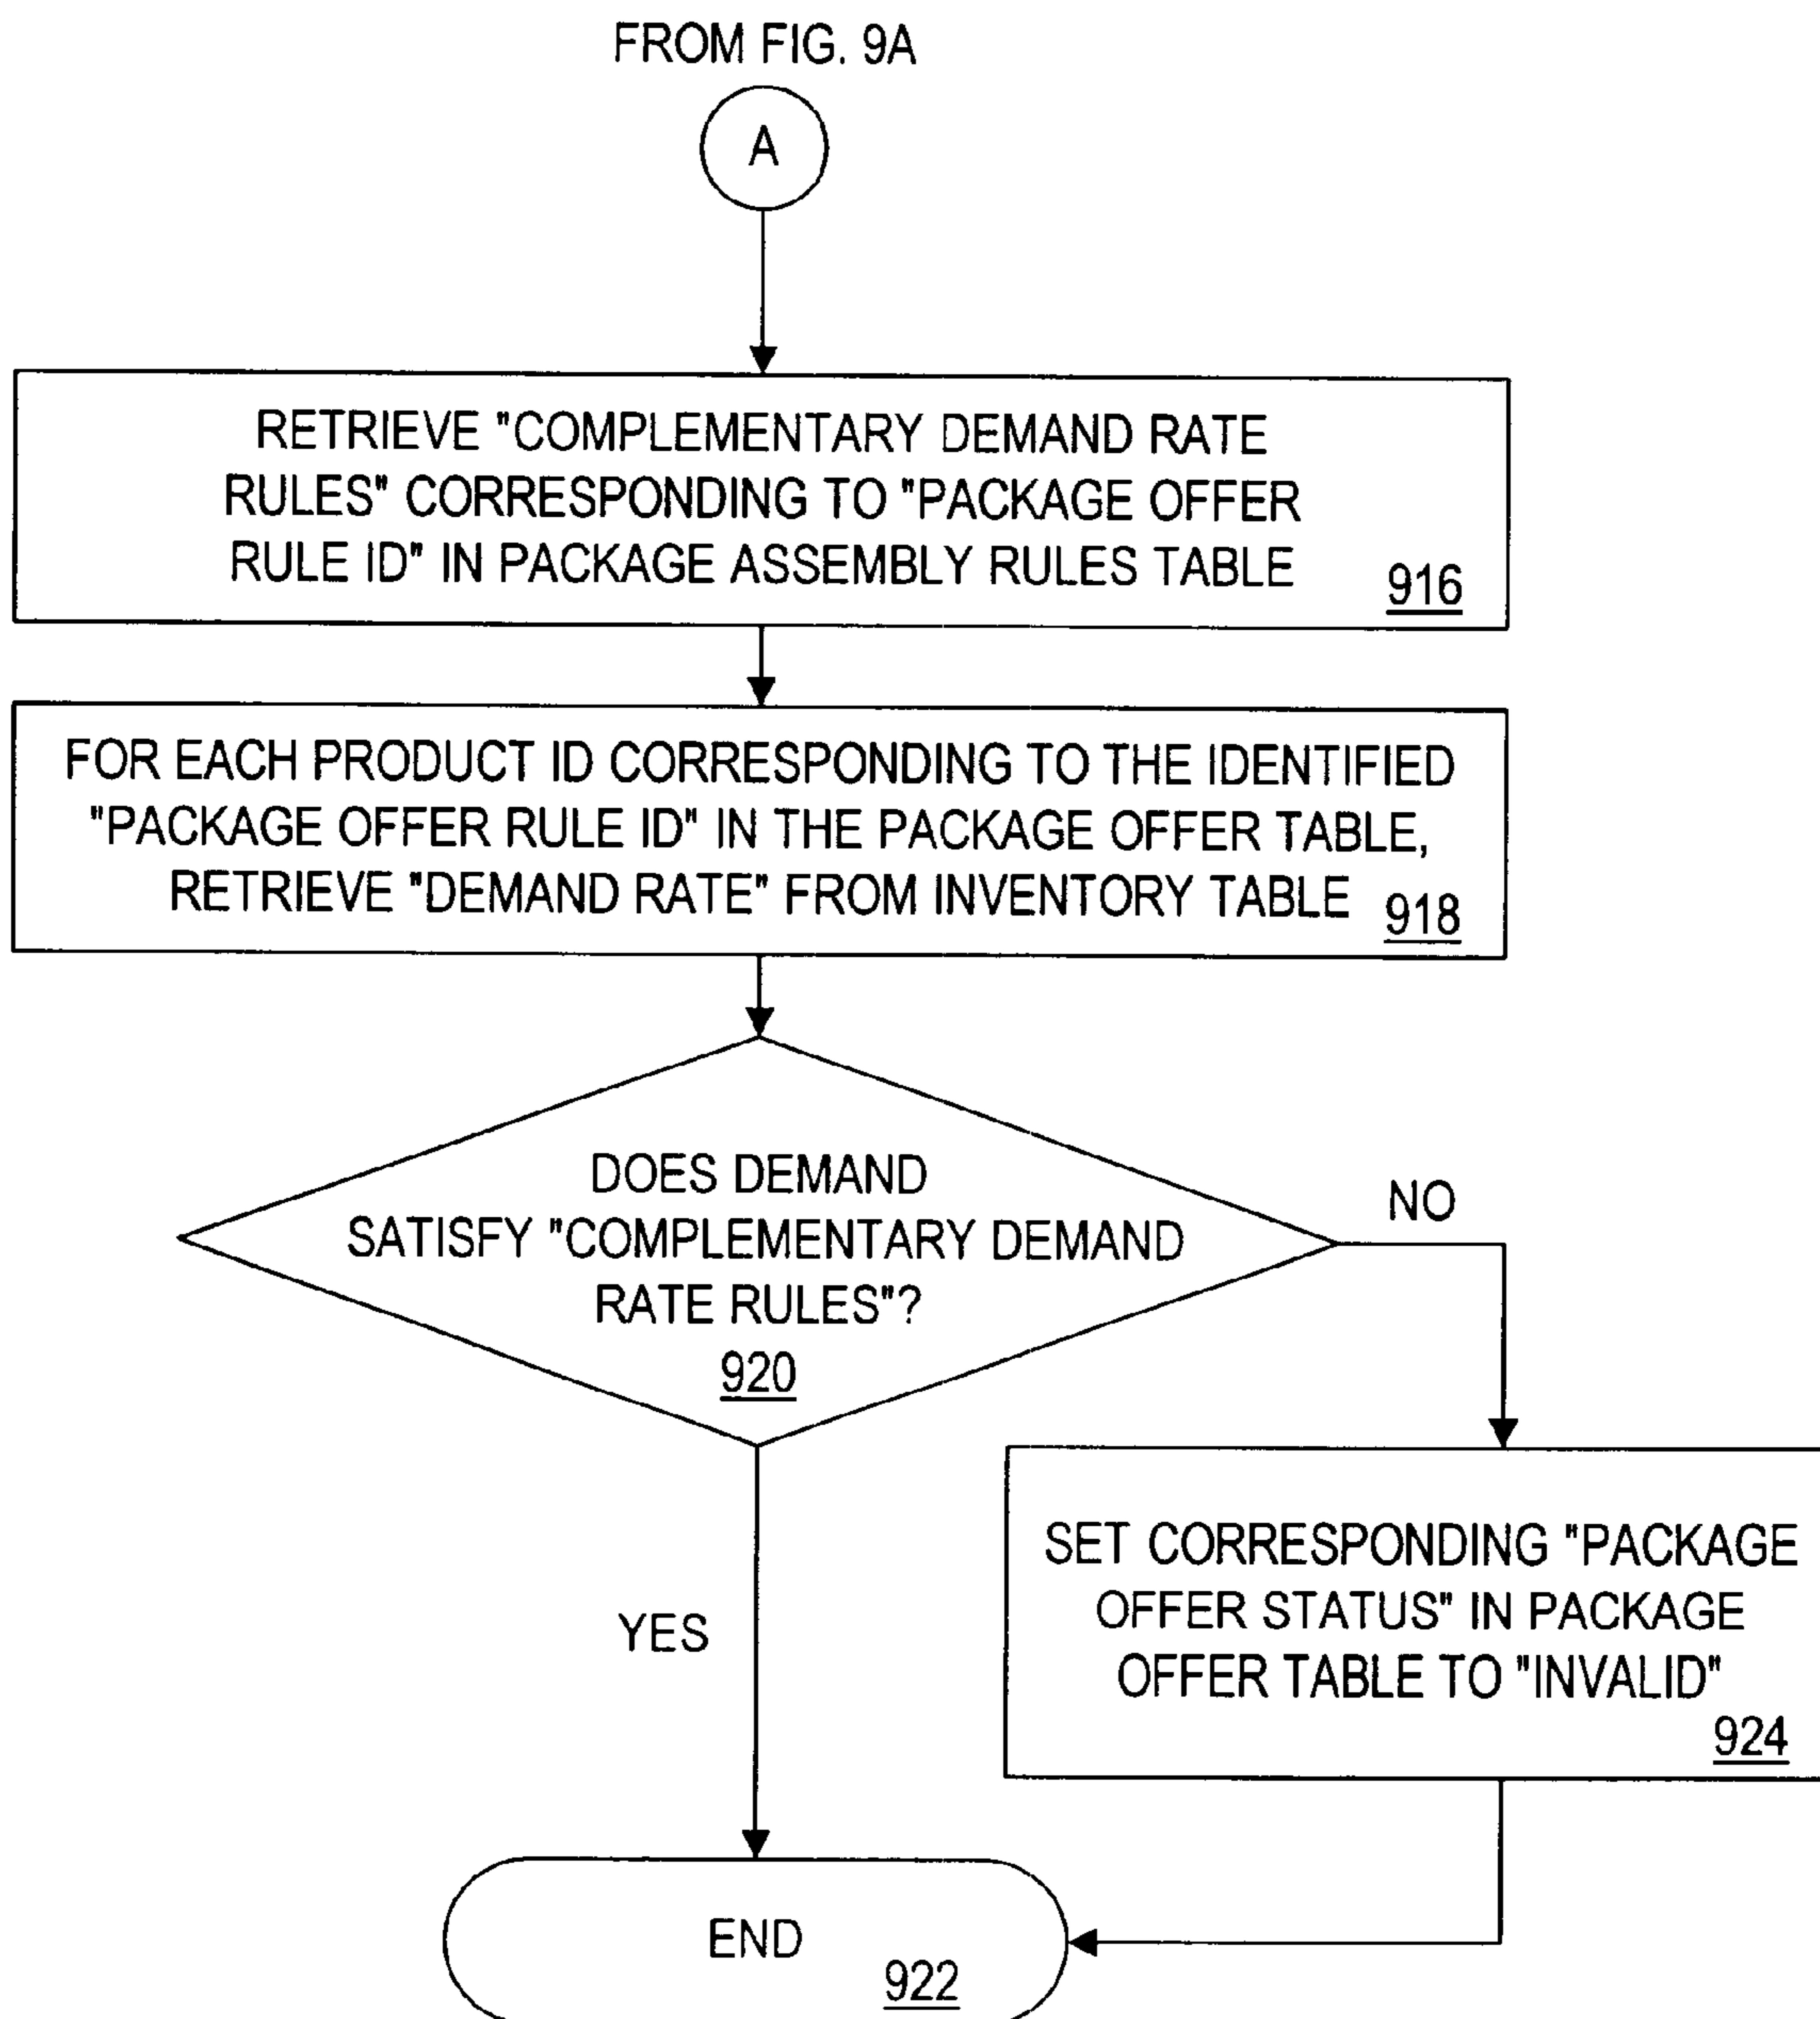 FROM FIG. 9A
A
RETRIEVE "COMPLEMENTARY DEMAND RATE
RULES" CORRESPONDING TO "PACKAGE OFFER
RULE ID" IN PACKAGE ASSEMBLY RULES TABLE
916
FOR EACH PRODUCT ID CORRESPONDING TO THE IDENTIFIED
"PACKAGE OFFER RULE ID" IN THE PACKAGE OFFER TABLE,
RETRIEVE "DEMAND RATE" FROM INVENTORY TABLE
918
DOES DEMAND
SATISFY "COMPLEMENTARY DEMAND
RATE RULES"?
920
NO
YES
SET CORRESPONDING "PACKAGE
OFFER STATUS" IN PACKAGE
OFFER TABLE TO "INVALID"
924
END
922